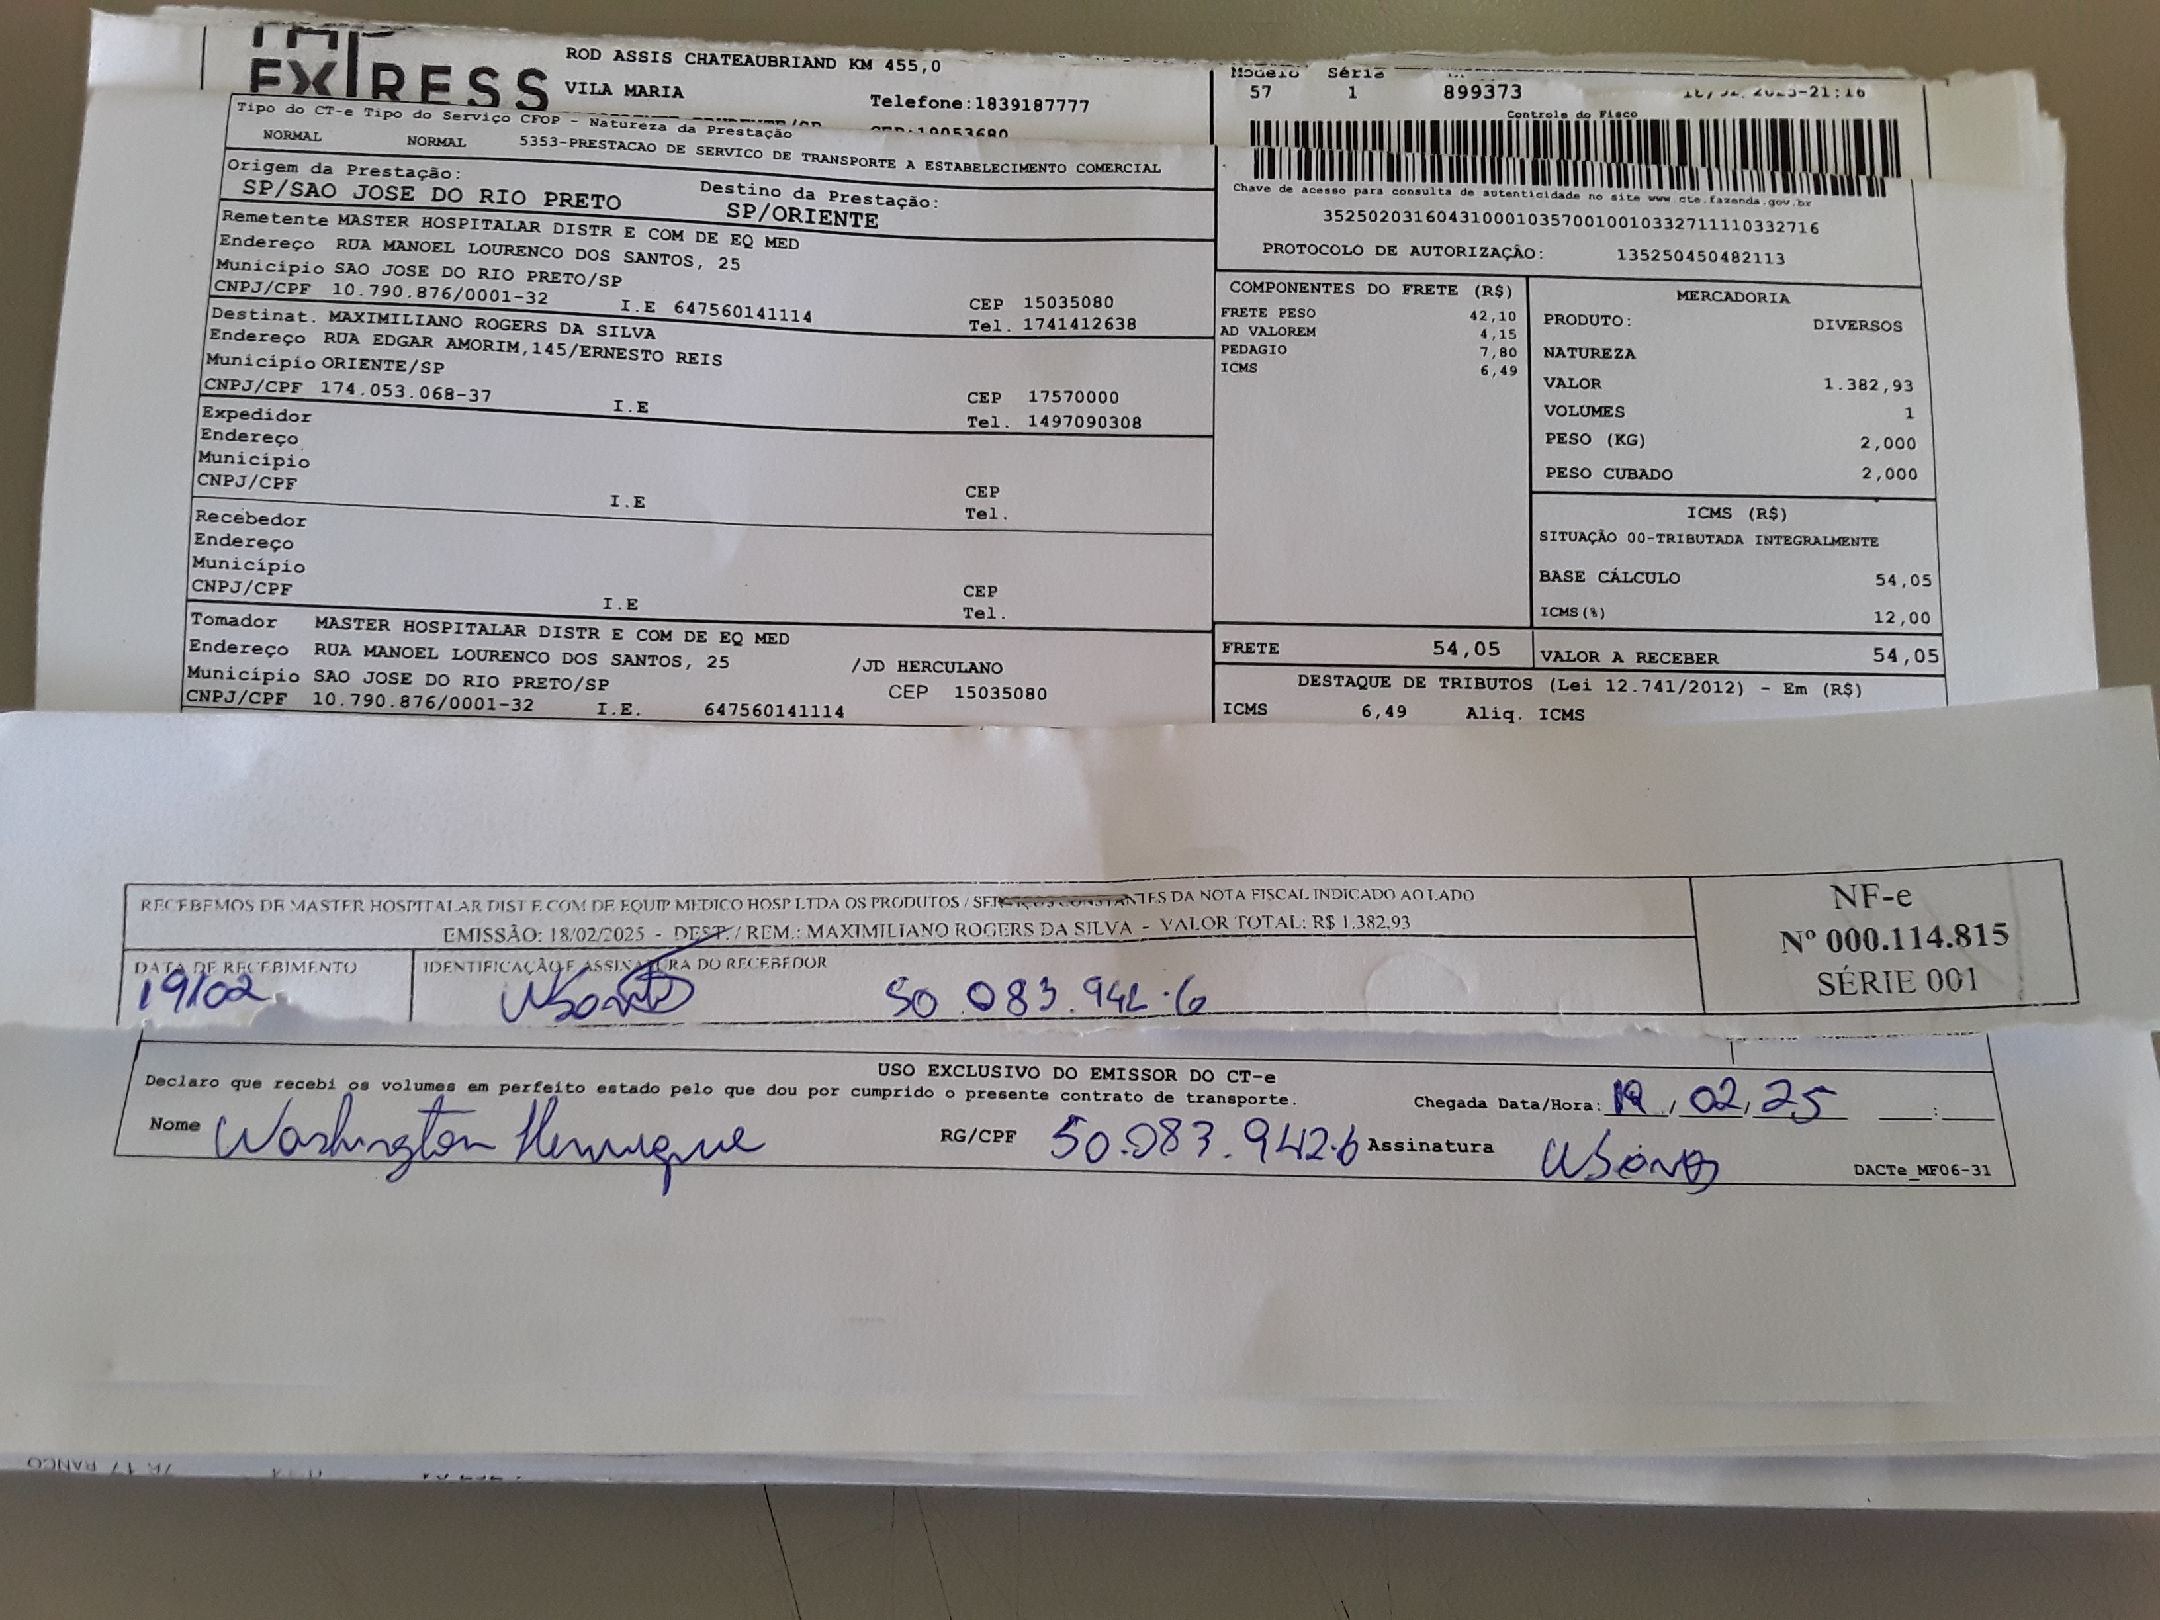 EXPRESS
ROD ASSIS CHATEAUBRIAND KM 455,0
VILA MARIA
Telefone:1839187777
CEP:19053680
Modelo Série
57 1 899373
Controle do Fisco
Tipo do CT-e Tipo do Serviço CFOP - Natureza da Prestação
NORMAL NORMAL 5353-PRESTACAO DE SERVICO DE TRANSPORTE A ESTABELECIMENTO COMERCIAL
Origem da Prestação: Destino da Prestação:
SP/SAO JOSE DO RIO PRETO SP/ORIENTE
Remetente MASTER HOSPITALAR DISTR E COM DE EQ MED
Endereço RUA MANOEL LOURENCO DOS SANTOS, 25
Município SAO JOSE DO RIO PRETO/SP CEP 15035080
CNPJ/CPF 10.790.876/0001-32 I.E 647560141114 Tel. 1741412638
Destinat. MAXIMILIANO ROGERS DA SILVA
Endereço RUA EDGAR AMORIM,145/ERNESTO REIS
Município ORIENTE/SP CEP 17570000
CNPJ/CPF 174.053.068-37 I.E Tel. 1497090308
Expedidor
Endereço
Município CEP
CNPJ/CPF I.E Tel.
Recebedor
Endereço
Município CEP
CNPJ/CPF I.E Tel.
Tomador MASTER HOSPITALAR DISTR E COM DE EQ MED
Endereço RUA MANOEL LOURENCO DOS SANTOS, 25 /JD HERCULANO
Município SAO JOSE DO RIO PRETO/SP CEP 15035080
CNPJ/CPF 10.790.876/0001-32 I.E. 647560141114
Chave de acesso para consulta de autenticidade no site www.cte.fazenda.gov.br
35250203160431000103570010010332711110332716
PROTOCOLO DE AUTORIZAÇÃO: 135250450482113
COMPONENTES DO FRETE (R$)
FRETE PESO 42,10
AD VALOREM 4,15
PEDAGIO 7,80
ICMS 6,49
MERCADORIA
PRODUTO: DIVERSOS
NATUREZA
VALOR 1.382,93
VOLUMES 1
PESO (KG) 2,000
PESO CUBADO 2,000
ICMS (R$)
SITUAÇÃO 00-TRIBUTADA INTEGRALMENTE
BASE CÁLCULO 54,05
ICMS(%) 12,00
FRETE 54,05 VALOR A RECEBER 54,05
DESTAQUE DE TRIBUTOS (Lei 12.741/2012) - Em (R$)
ICMS 6,49 Aliq. ICMS
RECEBEMOS DE MASTER HOSPITALAR DIST E COM DE EQUIP MEDICO HOSP LTDA OS PRODUTOS / SERVIÇOS CONSTANTES DA NOTA FISCAL INDICADO AO LADO
EMISSÃO: 18/02/2025 - DEST. / REM.: MAXIMILIANO ROGERS DA SILVA - VALOR TOTAL: R$ 1.382,93
DATA DE RECEBIMENTO IDENTIFICAÇÃO E ASSINATURA DO RECEBEDOR
19/02 50.083.942.6
NF-e
Nº 000.114.815
SÉRIE 001
USO EXCLUSIVO DO EMISSOR DO CT-e
Declaro que recebi os volumes em perfeito estado pelo que dou por cumprido o presente contrato de transporte.
Chegada Data/Hora: 19/02/25 __:__
Nome Washington Henrique RG/CPF 50.083.942.6 Assinatura
DACTe_MF06-31